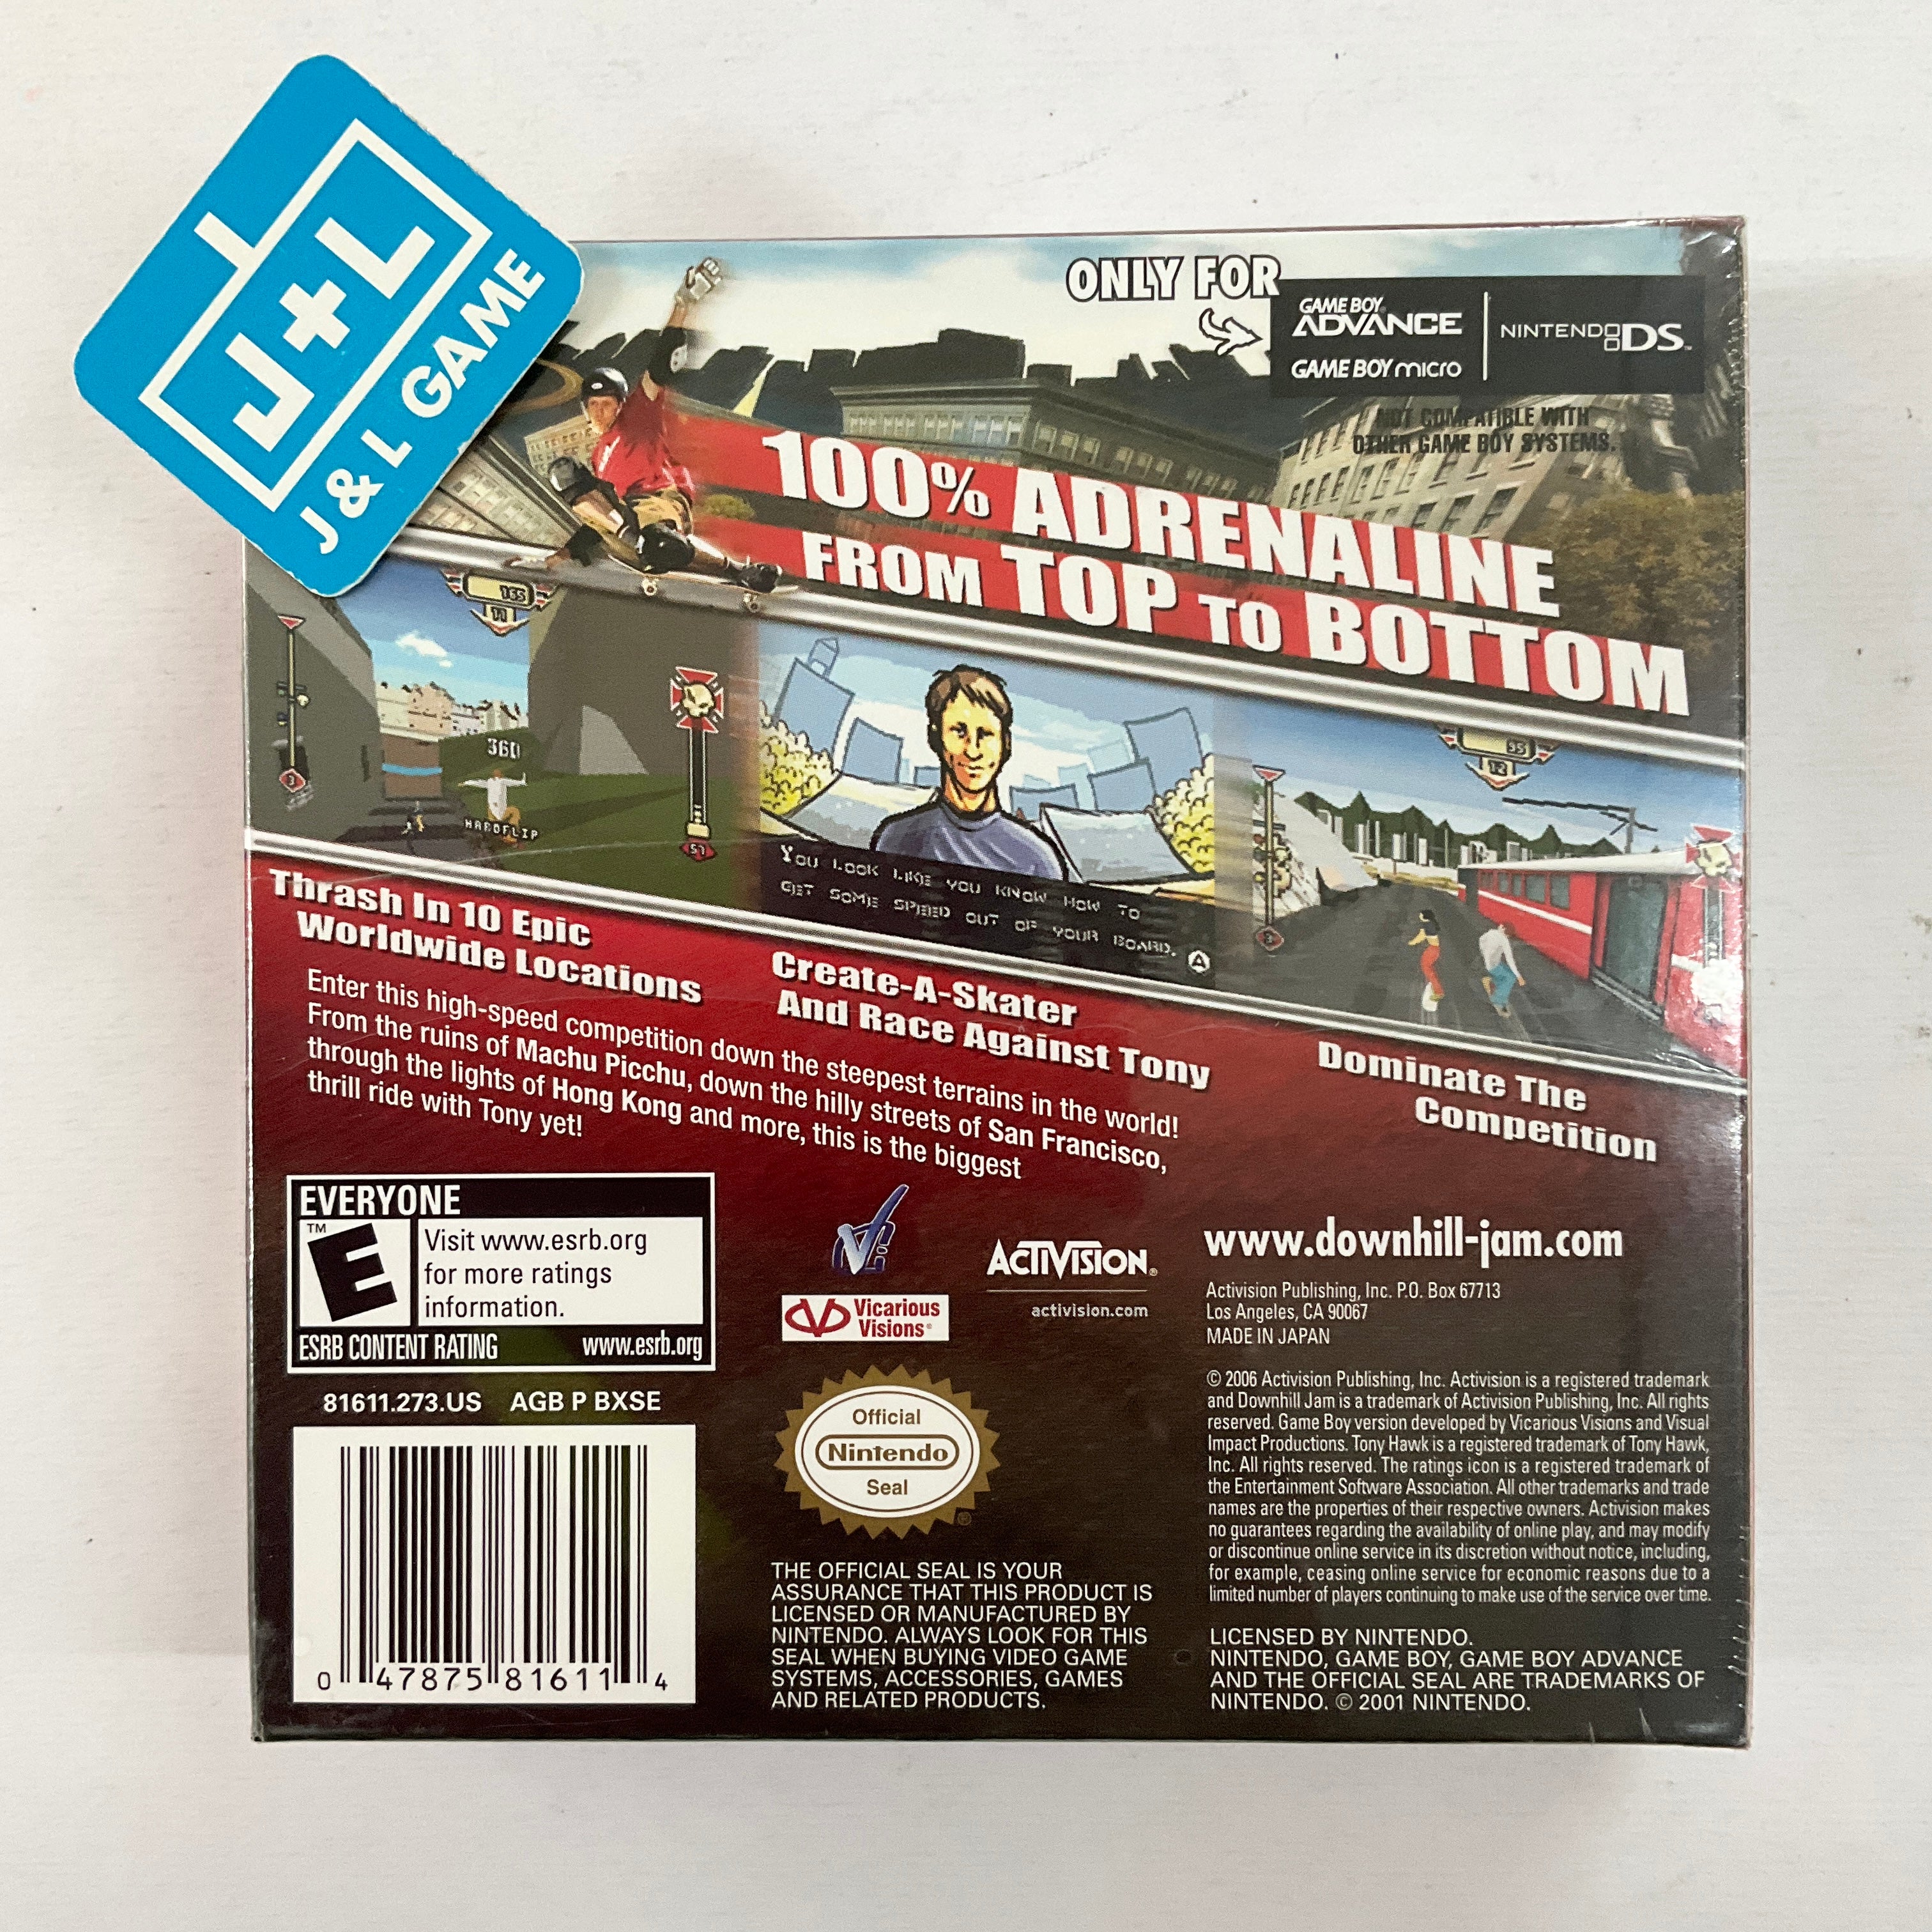 J+L
J & L GAME
ONLY FOR
GAME BOY
ADVANCE
GAME BOY micro
NINTENDO DS™
NOT COMPATIBLE WITH
OTHER GAME BOY SYSTEMS.
100% ADRENALINE
FROM TOP TO BOTTOM
165
11
360
HARDFLIP
3
57
YOU LOOK LIKE YOU KNOW HOW TO
GET SOME SPEED OUT OF YOUR BOARD.
A
95
12
3
Thrash In 10 Epic
Worldwide Locations
Create-A-Skater
And Race Against Tony
Dominate The
Competition
Enter this high-speed competition down the steepest terrains in the world!
From the ruins of Machu Picchu, down the hilly streets of San Francisco,
through the lights of Hong Kong and more, this is the biggest
thrill ride with Tony yet!
EVERYONE
™
E
Visit www.esrb.org
for more ratings
information.
ESRB CONTENT RATING www.esrb.org
81611.273.US AGB P BXSE
0 47875 81611 4
Vicarious
Visions®
ACTIVISION®
activision.com
Official
Nintendo
Seal
®
THE OFFICIAL SEAL IS YOUR
ASSURANCE THAT THIS PRODUCT IS
LICENSED OR MANUFACTURED BY
NINTENDO. ALWAYS LOOK FOR THIS
SEAL WHEN BUYING VIDEO GAME
SYSTEMS, ACCESSORIES, GAMES
AND RELATED PRODUCTS.
www.downhill-jam.com
Activision Publishing, Inc. P.O. Box 67713
Los Angeles, CA 90067
MADE IN JAPAN
© 2006 Activision Publishing, Inc. Activision is a registered trademark
and Downhill Jam is a trademark of Activision Publishing, Inc. All rights
reserved. Game Boy version developed by Vicarious Visions and Visual
Impact Productions. Tony Hawk is a registered trademark of Tony Hawk,
Inc. All rights reserved. The ratings icon is a registered trademark of
the Entertainment Software Association. All other trademarks and trade
names are the properties of their respective owners. Activision makes
no guarantees regarding the availability of online play, and may modify
or discontinue online service in its discretion without notice, including,
for example, ceasing online service for economic reasons due to a
limited number of players continuing to make use of the service over time.
LICENSED BY NINTENDO.
NINTENDO, GAME BOY, GAME BOY ADVANCE
AND THE OFFICIAL SEAL ARE TRADEMARKS OF
NINTENDO. © 2001 NINTENDO.